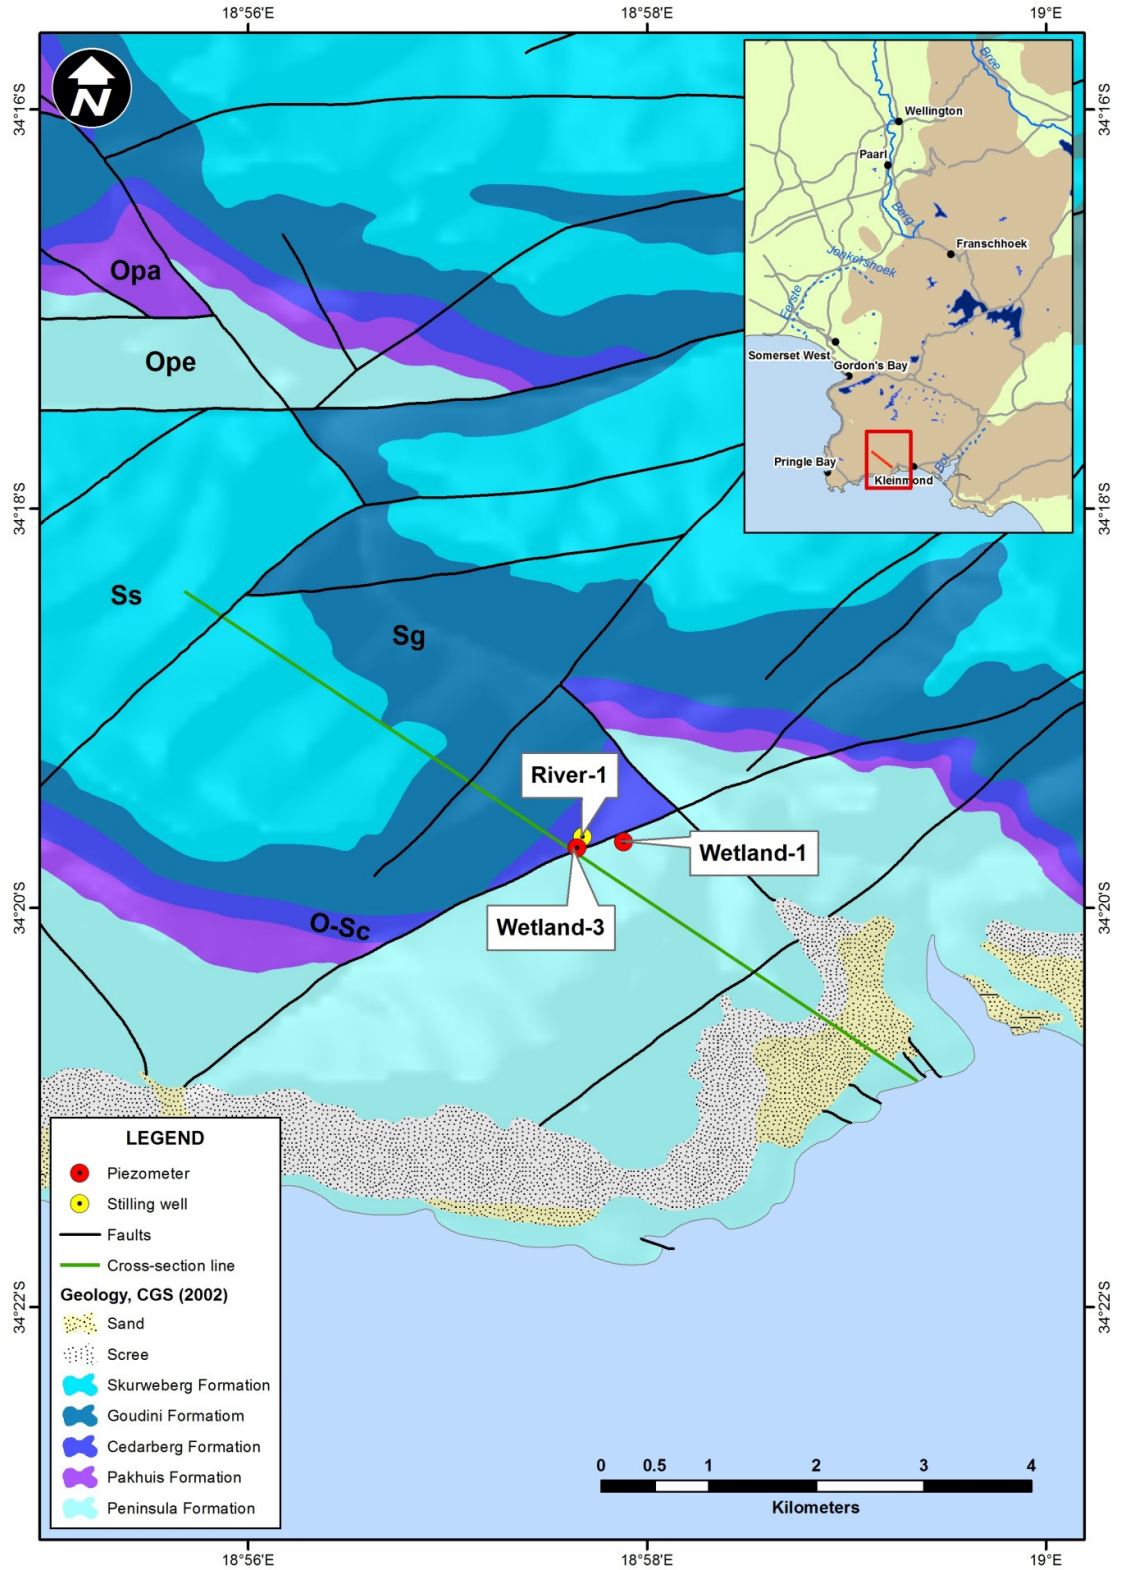 18°56'E 18°58'E 19°E
34°16'S 34°16'S
N
Wellington
Bree
Paarl
Berg
Franschhoek
Jonkershoek
Eerste
Somerset West
Gordon's Bay
Pringle Bay
Bot
Kleinmond
Opa
Ope
34°18'S 34°18'S
Ss
Sg
River-1
Wetland-1
Wetland-3
O-Sc
34°20'S 34°20'S
LEGEND
Piezometer
Stilling well
Faults
Cross-section line
Geology, CGS (2002)
Sand
Scree
Skurweberg Formation
Goudini Formatiom
Cedarberg Formation
Pakhuis Formation
Peninsula Formation
34°22'S 34°22'S
0 0.5 1 2 3 4
Kilometers
18°56'E 18°58'E 19°E